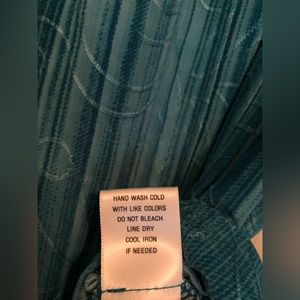 HAND WASH COLD
WITH LIKE COLORS
DO NOT BLEACH
LINE DRY
COOL IRON
IF NEEDED